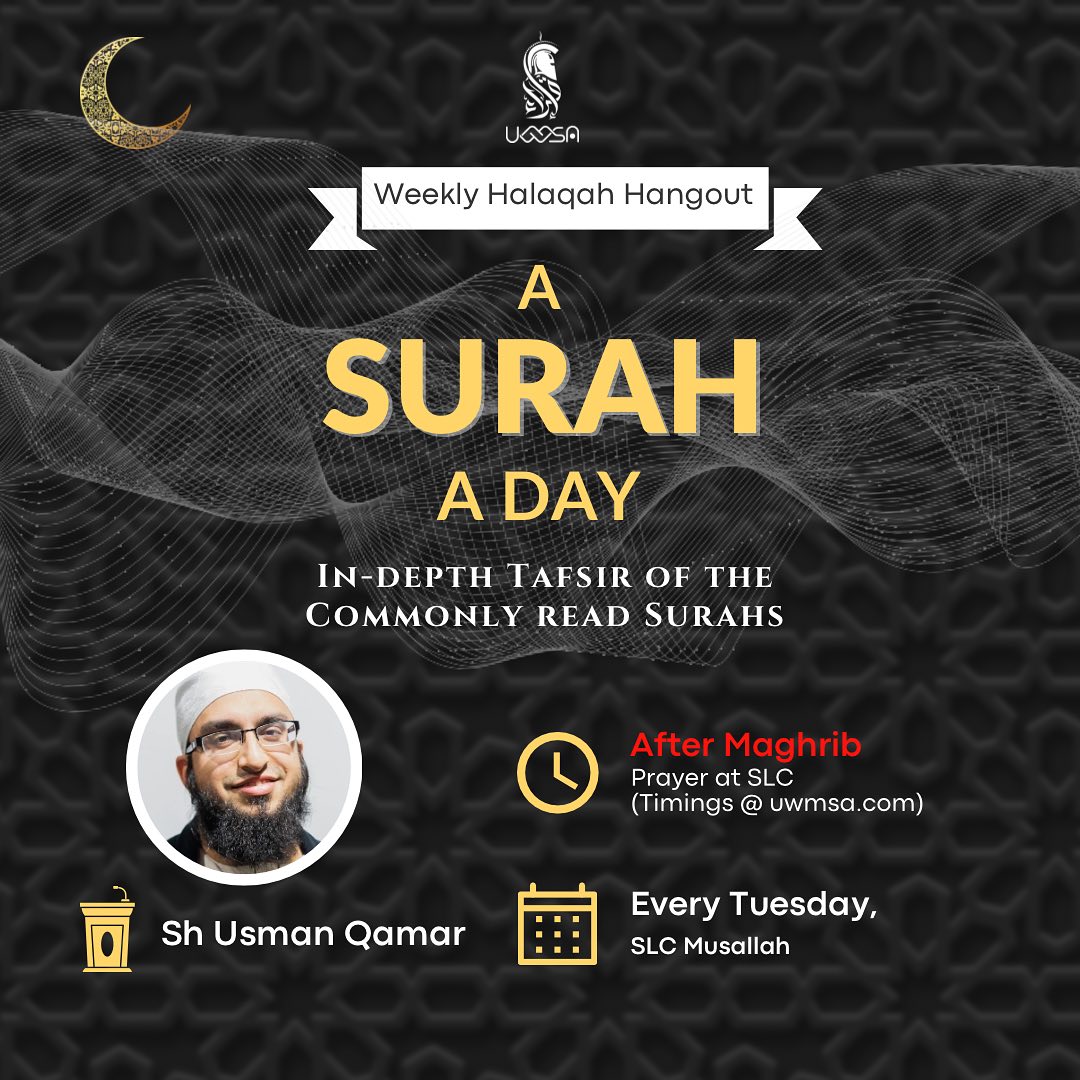 UWMSA
Weekly Halaqah Hangout
A
SURAH
A DAY
In-depth Tafsir of the
Commonly read Surahs
After Maghrib
Prayer at SLC
(Timings @ uwmsa.com)
Sh Usman Qamar
Every Tuesday,
SLC Musallah